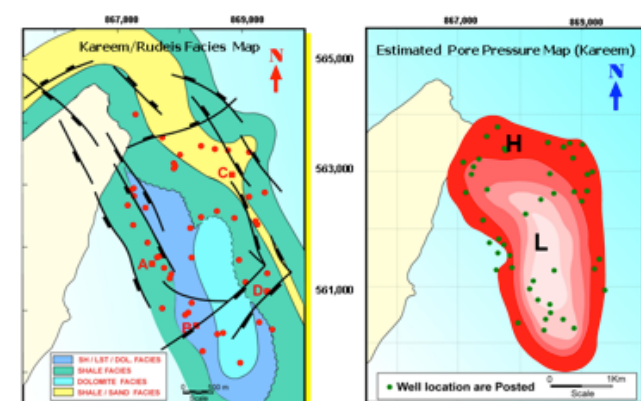 867,000 869,000
Kareem/Rudeis Facies Map
N
C
A
D
B
SH / LST / DOL. FACIES
SHALE FACIES
DOLOMITE FACIES
SHALE / SAND FACIES
Scale
565,000
563,000
561,000
867,000 869,000
Estimated Pore Pressure Map (Kareem)
N
H
L
Well location are Posted
0 1Km
Scale